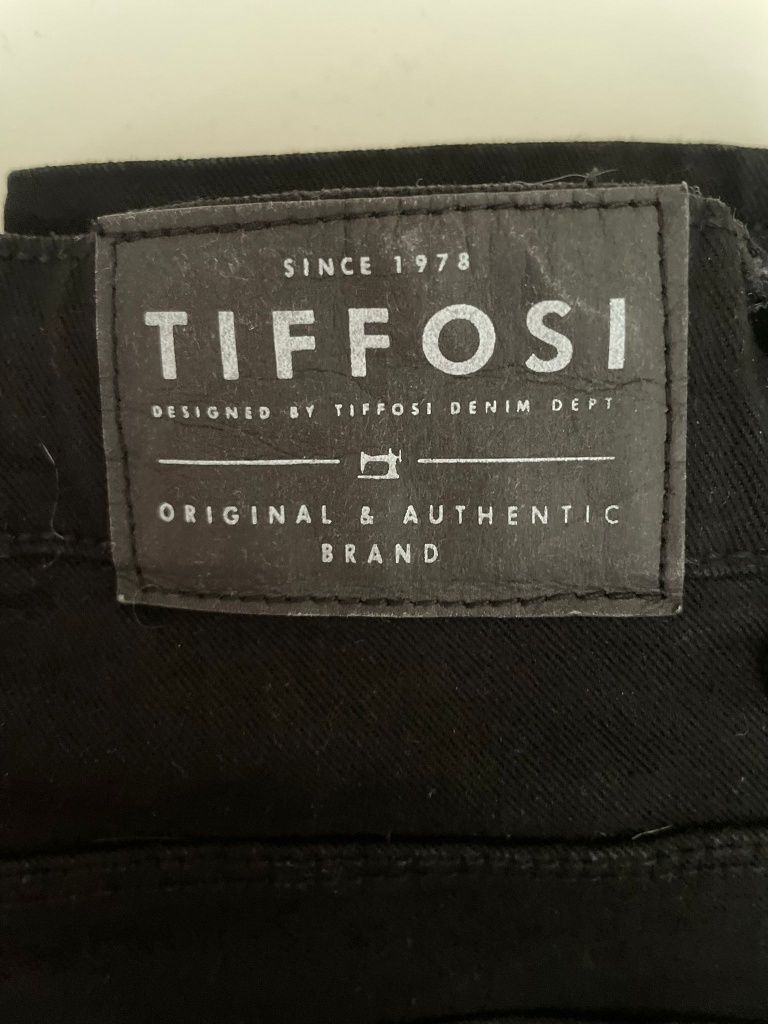 SINCE 1978
TIFFOSI
DESIGNED BY TIFFOSI DENIM DEPT
ORIGINAL & AUTHENTIC
BRAND